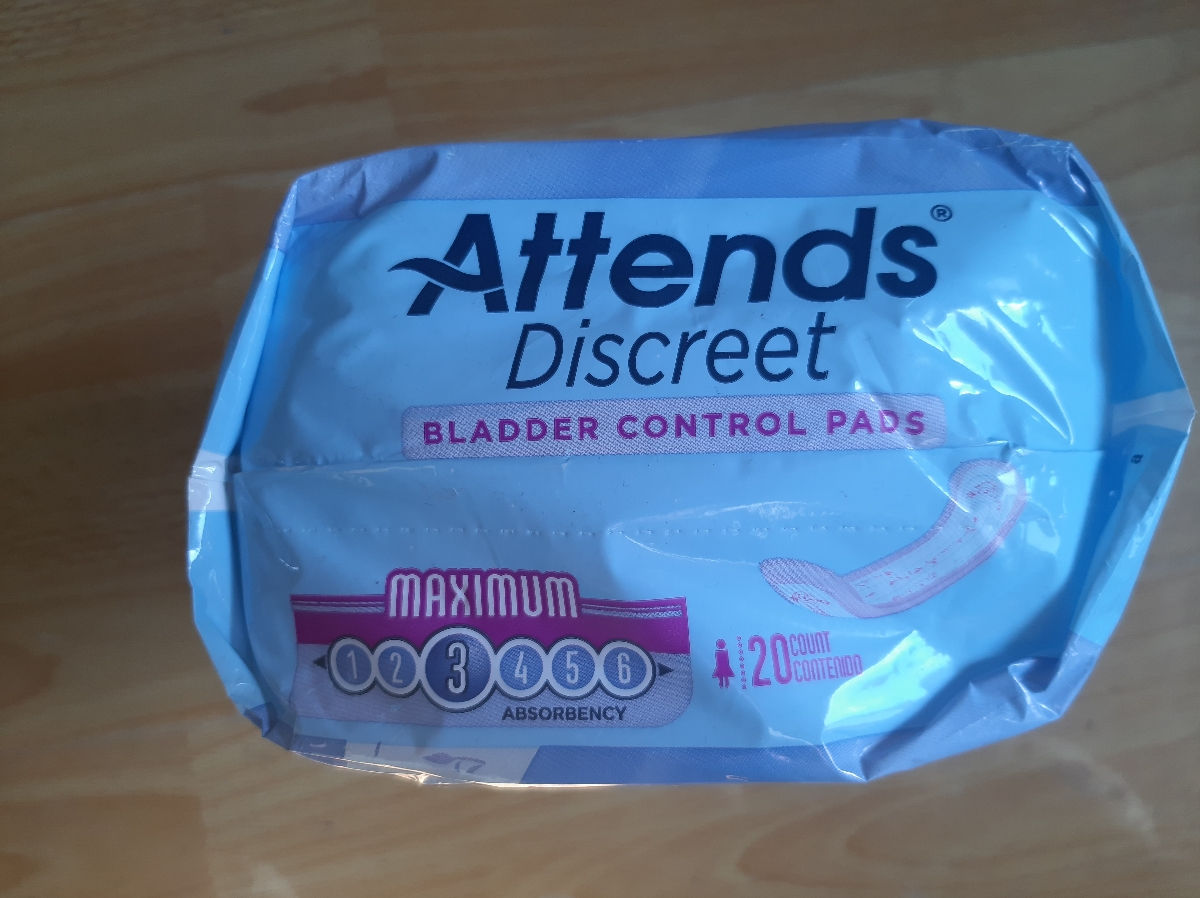 Attends®
Discreet
BLADDER CONTROL PADS
MAXIMUM
1 2 3 4 5 6
ABSORBENCY
20 COUNT
CONTENIDO